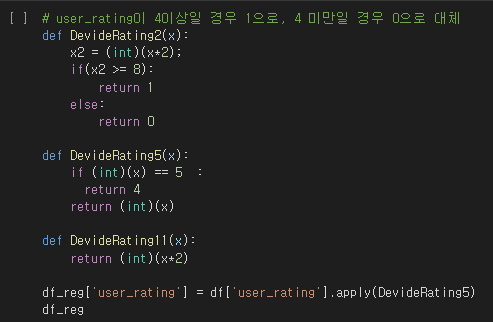 [ ] # user_rating이 4이상일 경우 1으로, 4 미만일 경우 0으로 대체
def DevideRating2(x):
    x2 = (int)(x*2);
    if(x2 >= 8):
        return 1
    else:
        return 0
def DevideRating5(x):
    if (int)(x) == 5  :
      return 4
    return (int)(x)
def DevideRating11(x):
    return (int)(x*2)
df_reg['user_rating'] = df['user_rating'].apply(DevideRating5)
df_reg